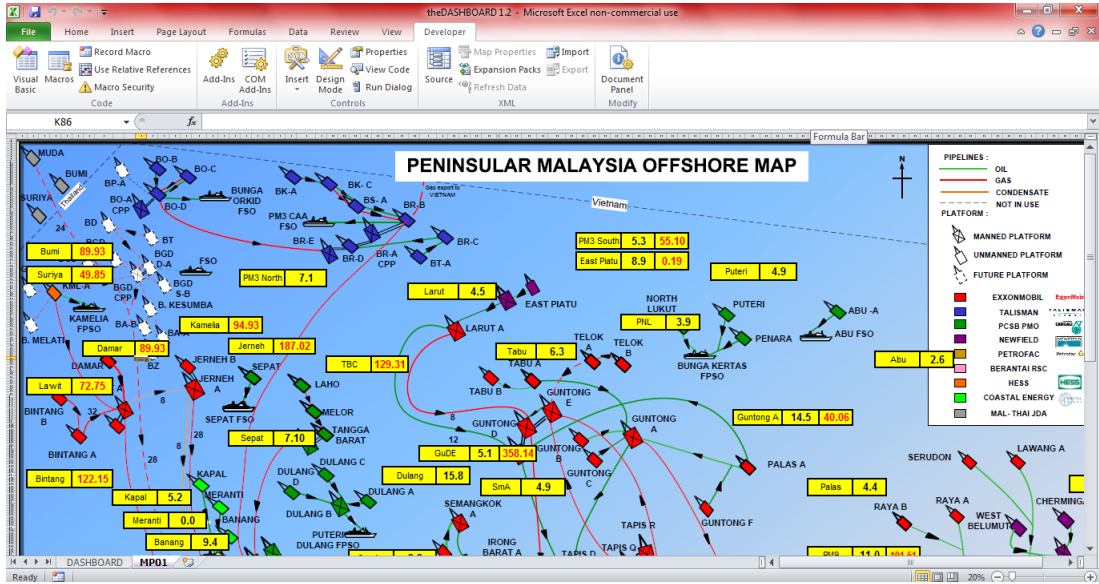 theDASHBOARD 1.2 - Microsoft Excel non-commercial use
File Home Insert Page Layout Formulas Data Review View Developer
Visual Basic
Macros
Record Macro
Use Relative References
Macro Security
Code
Add-Ins
COM Add-Ins
Add-Ins
Insert
Design Mode
Properties
View Code
Run Dialog
Controls
Source
Map Properties
Expansion Packs
Refresh Data
Import
Export
XML
Document Panel
Modify
K86
fx
Formula Bar
PENINSULAR MALAYSIA OFFSHORE MAP
N
PIPELINES :
OIL
GAS
CONDENSATE
NOT IN USE
PLATFORM :
MANNED PLATFORM
UNMANNED PLATFORM
FUTURE PLATFORM
EXXONMOBIL
TALISMAN
PCSB PMO
NEWFIELD
PETROFAC
BERANTAI RSC
HESS
COASTAL ENERGY
MAL- THAI JDA
MUDA
BUMI
SURIYA
Thailand
24
BP-A
BO-B
BO-C
BO-A CPP
BO-D
BUNGA ORKID FSO
BK-A
BK- C
BS- A
BR-B
Gas export to VIETNAM
Vietnam
PM3 CAA FSO
BR-E
BR-D
BR-A CPP
BR-C
BT-A
BD
BT
BGD D-A
FSO
BGD CPP
BGD S-B
B. KESUMBA
KML-A
KAMELIA FPSO
BA-B
B. MELATI
BZ
Bumi 89.93
Suriya 49.85
PM3 North 7.1
PM3 South 5.3 55.10
East Piatu 8.9 0.19
Puteri 4.9
Larut 4.5
EAST PIATU
LARUT A
NORTH LUKUT
PNL 3.9
PUTERI
PENARA
BUNGA KERTAS FPSO
ABU -A
ABU FSO
Abu 2.6
Kamelia 94.93
Jerneh 187.02
Damar 89.93
DAMAR
JERNEH B
JERNEH A
SEPAT
SEPAT FSO
LAHO
MELOR
TANGGA BARAT
TBC 129.31
Tabu 6.3
TABU A
TABU B
TELOK A
TELOK B
Lawit 72.75
BINTANG B
32
8
BINTANG A
8
28
28
Sepat 7.10
8
12
GUNTONG E
GUNTONG D
GUNTONG A
GUNTONG B
GUNTONG C
GuDE 5.1 358.14
Guntong A 14.5 40.06
PALAS A
Palas 4.4
GUNTONG F
Bintang 122.15
Kapal 5.2
Meranti 0.0
Banang 9.4
KAPAL
MERANTI
BANANG
DULANG C
DULANG D
DULANG A
DULANG B
Dulang 15.8
PUTERI DULANG FPSO
SmA 4.9
SEMANGKOK A
IRONG BARAT A
TAPIS R
TAPIS Q
TAPIS D
SERUDON
LAWANG A
RAYA A
RAYA B
WEST BELUMUT
PM9 11.0 101.61
DASHBOARD MP01
Ready
20%